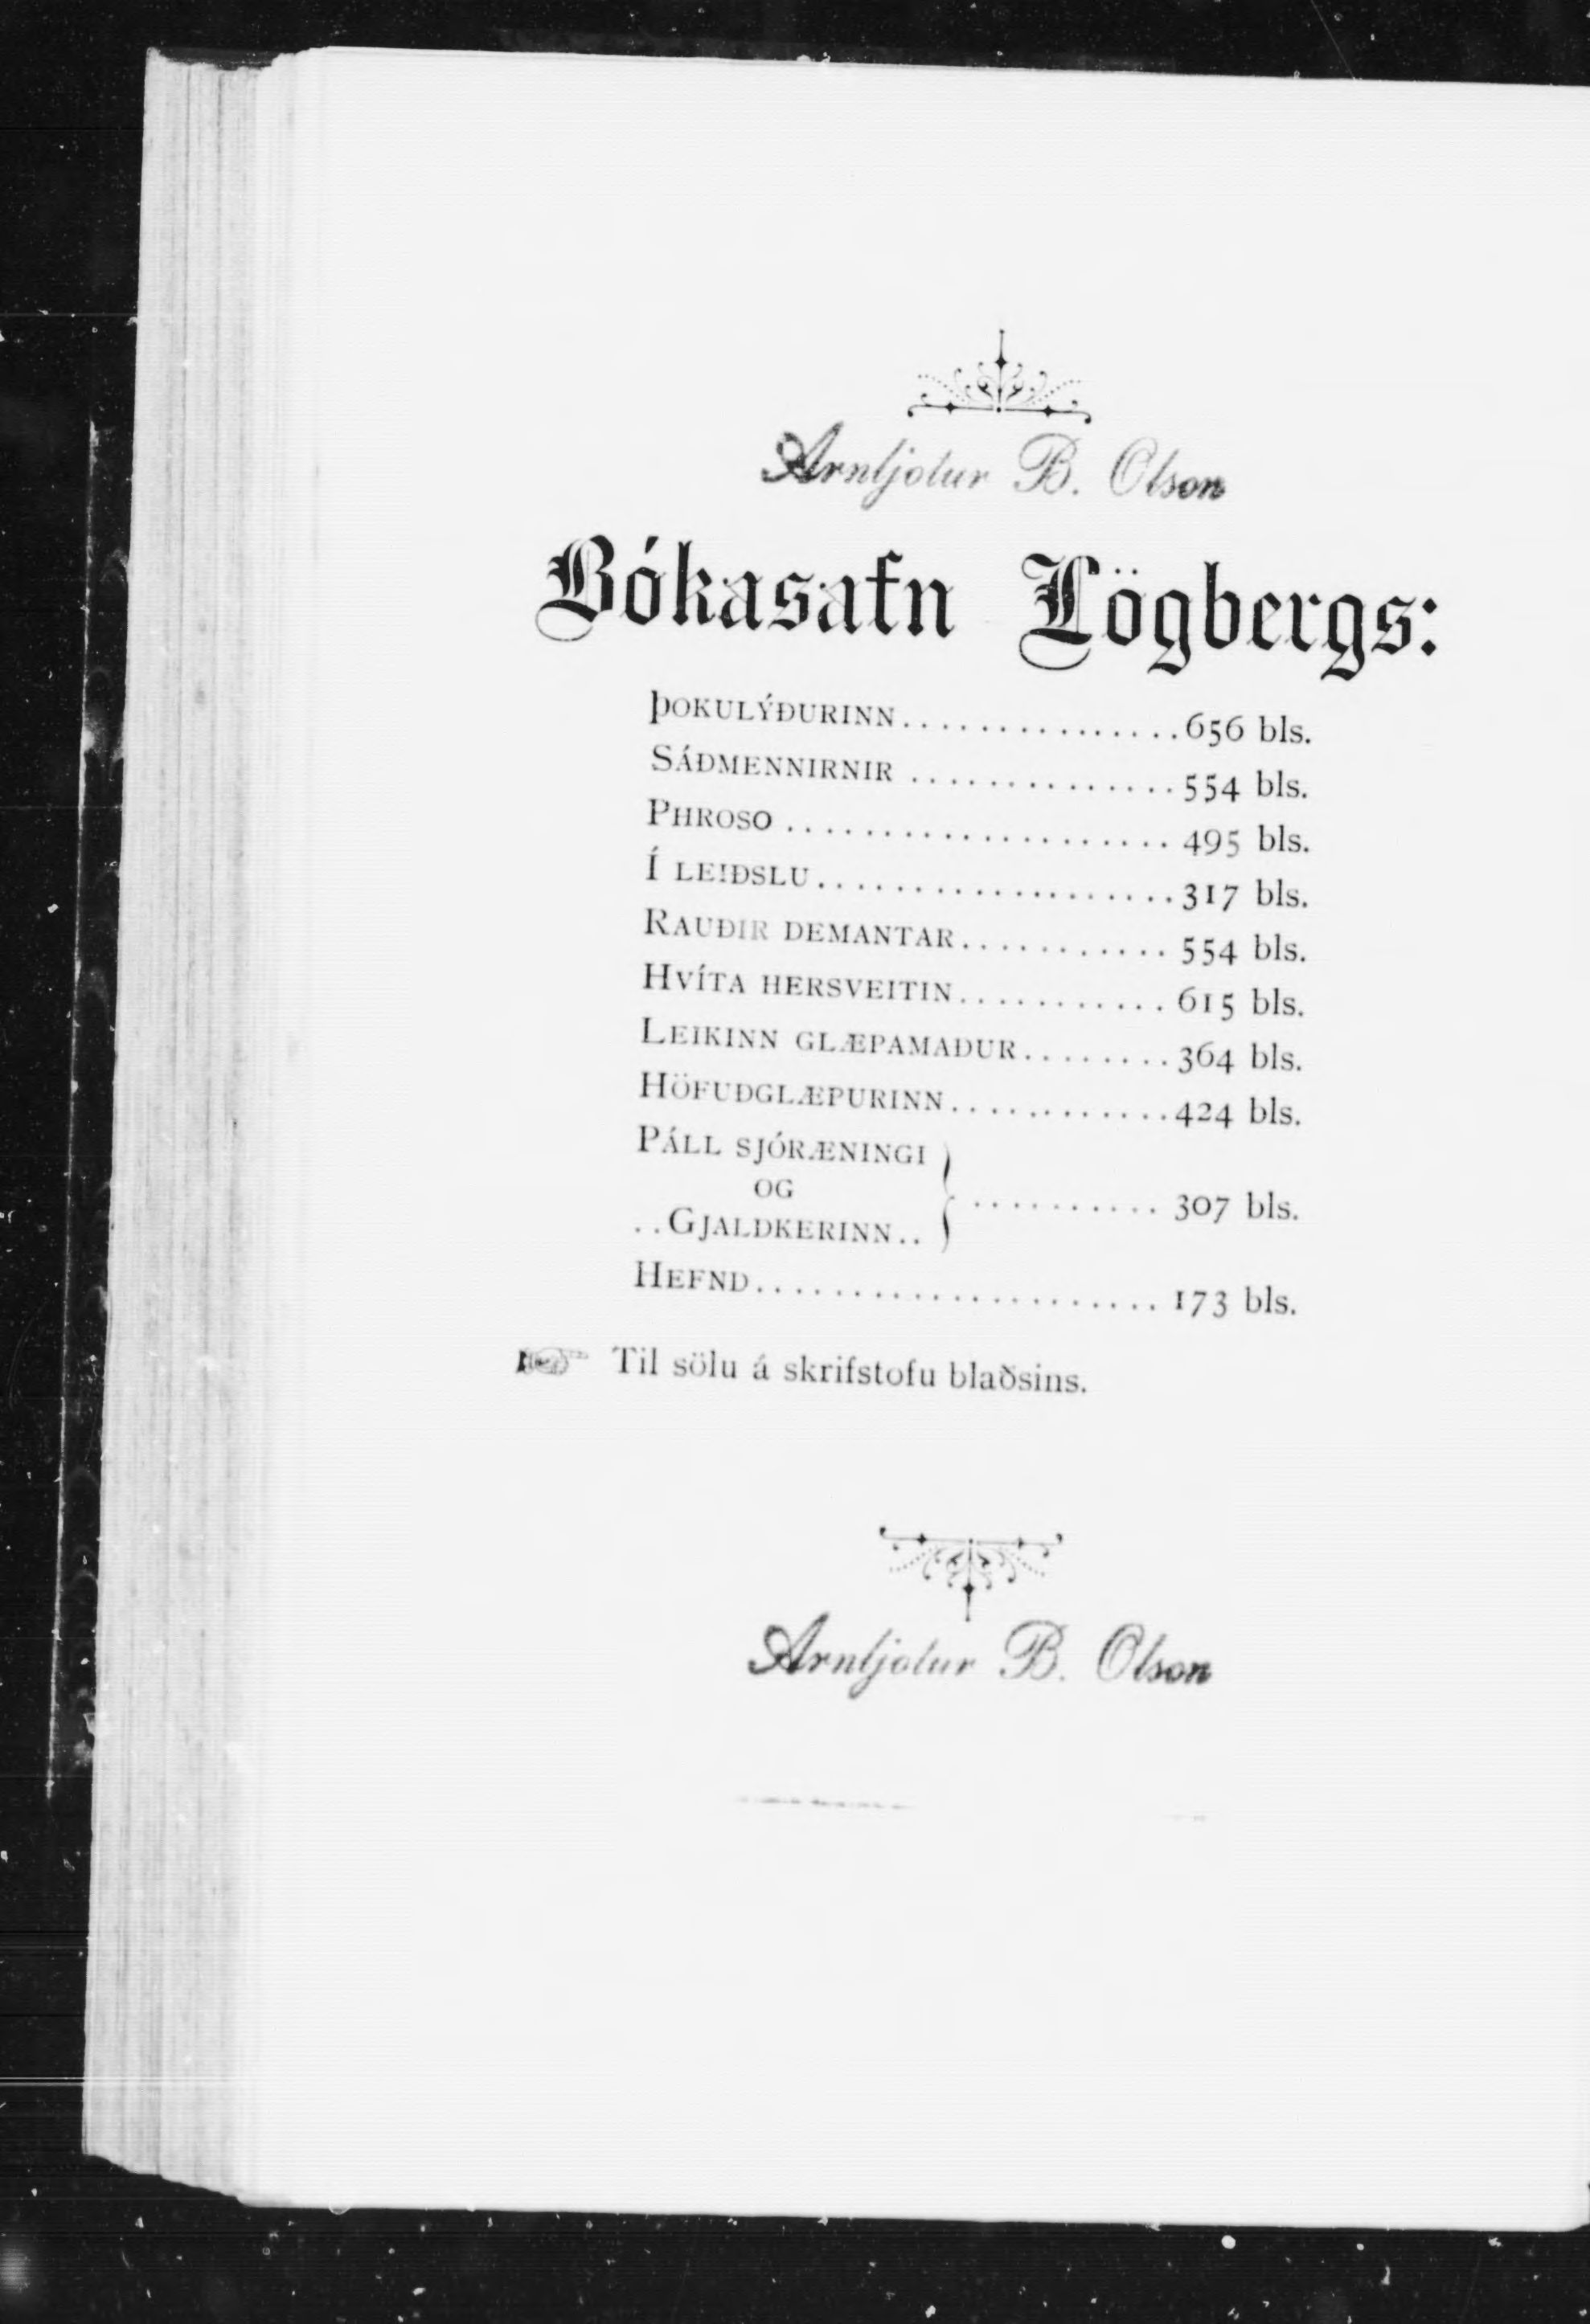 Arnljotur B. Olson
Bókasafn Lögbergs:
Þokulýðurinn...............656 bls.
Sáðmennirnir ..............554 bls.
Phroso .................... 495 bls.
Í leiðslu...................317 bls.
Rauðir demantar........... 554 bls.
Hvíta hersveitin........... 615 bls.
Leikinn glæpamaður........364 bls.
Höfuðglæpurinn............424 bls.
Páll sjóræningi
og
.......... 307 bls.
..Gjaldkerinn..
Hefnd..................... 173 bls.
☞ Til sölu á skrifstofu blaðsins.
Arnljotur B. Olson